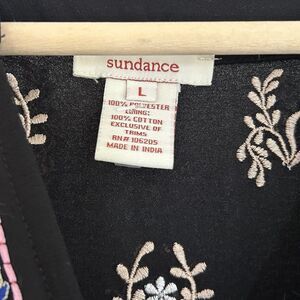 sundance
L
100% POLYESTER
LINING:
100% COTTON
EXCLUSIVE OF
TRIMS
RN# 106205
MADE IN INDIA